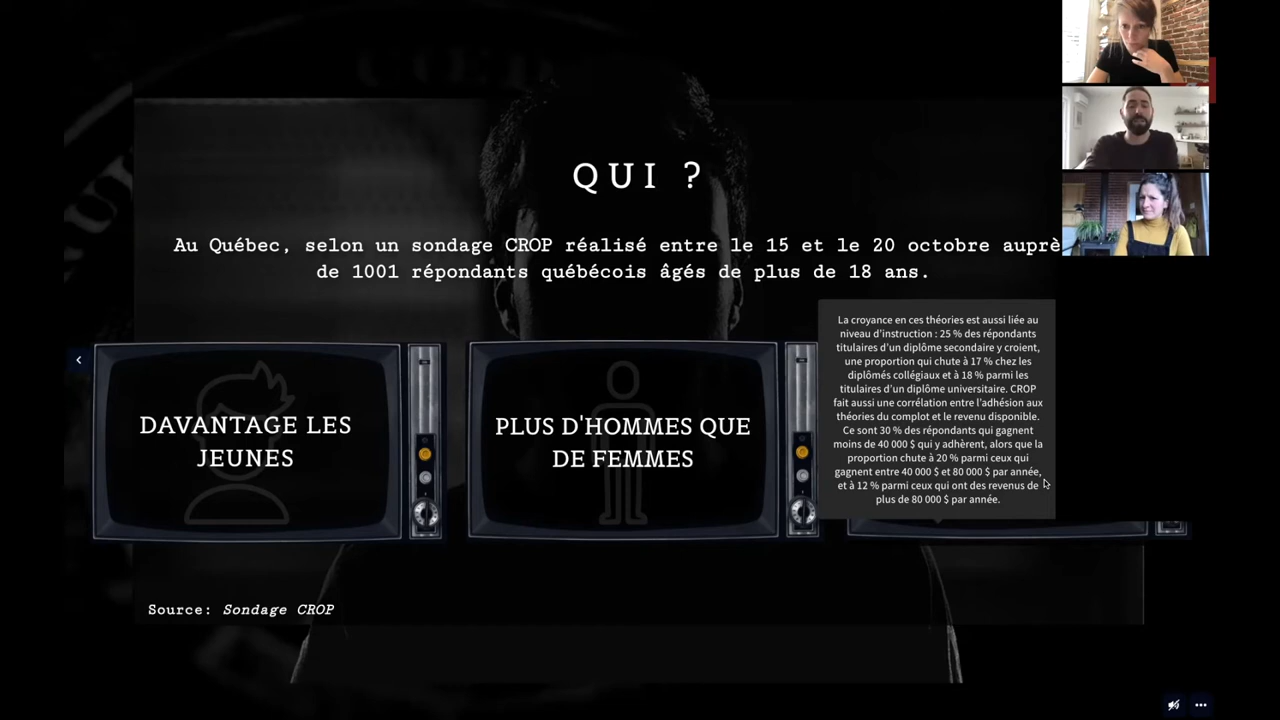 QUI ?
Au Québec, selon un sondage CROP réalisé entre le 15 et le 20 octobre auprè
de 1001 répondants québécois âgés de plus de 18 ans.
DAVANTAGE LES
JEUNES
PLUS D'HOMMES QUE
DE FEMMES
La croyance en ces théories est aussi liée au
niveau d'instruction : 25 % des répondants
titulaires d'un diplôme secondaire y croient,
une proportion qui chute à 17 % chez les
diplômés collégiaux et à 18 % parmi les
titulaires d'un diplôme universitaire. CROP
fait aussi une corrélation entre l'adhésion aux
théories du complot et le revenu disponible.
Ce sont 30 % des répondants qui gagnent
moins de 40 000 $ qui y adhèrent, alors que la
proportion chute à 20 % parmi ceux qui
gagnent entre 40 000 $ et 80 000 $ par année,
et à 12 % parmi ceux qui ont des revenus de
plus de 80 000 $ par année.
Source: Sondage CROP